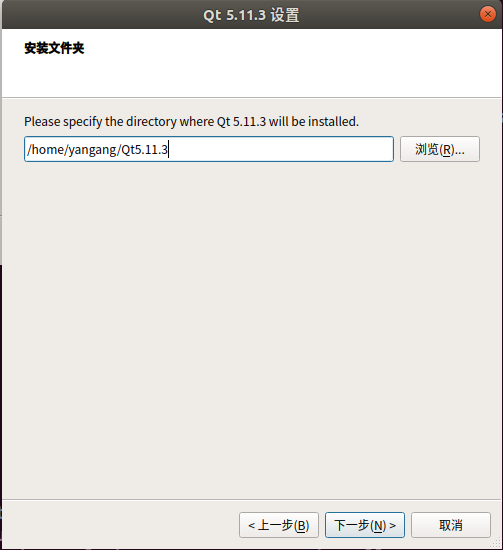 Qt 5.11.3 设置
安装文件夹
Please specify the directory where Qt 5.11.3 will be installed.
/home/yangang/Qt5.11.3
浏览(R)...
< 上一步(B)
下一步(N) >
取消